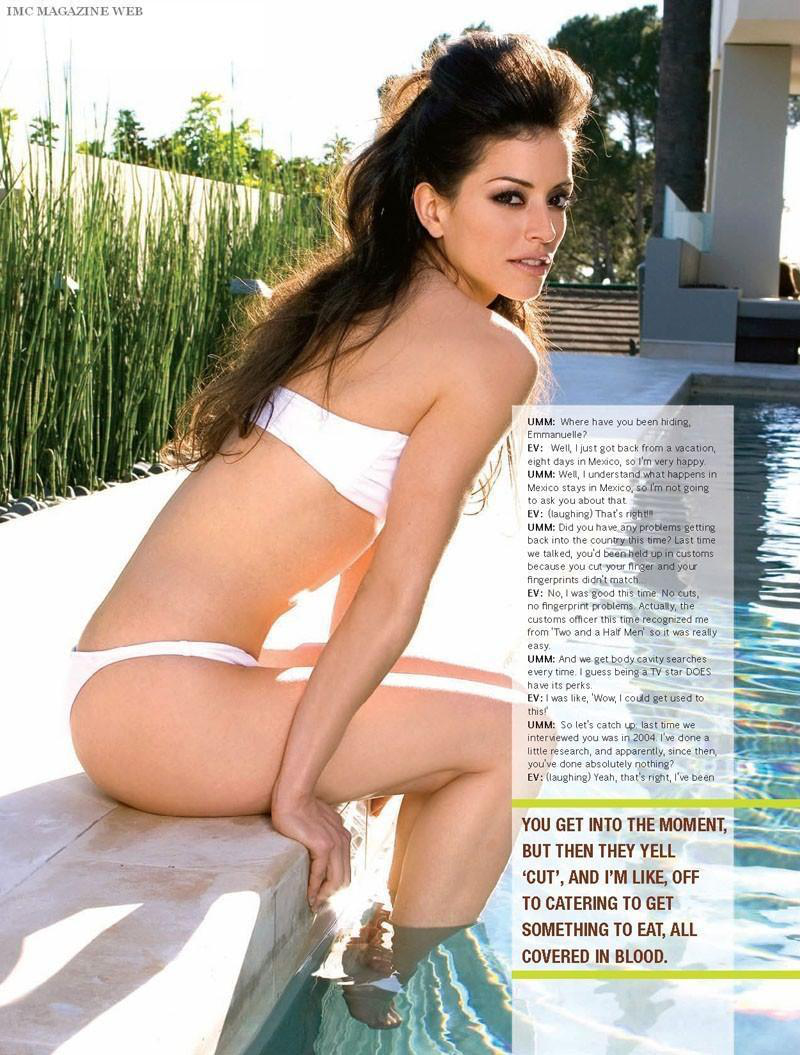 IMC MAGAZINE WEB
UMM: Where have you been hiding,
Emmanuelle?
EV: Well, I just got back from a vacation,
eight days in Mexico, so I'm very happy.
UMM: Well, I understand what happens in
Mexico stays in Mexico, so I'm not going
to ask you about that.
EV: (laughing) That's right!!!
UMM: Did you have any problems getting
back into the country this time? Last time
we talked, you'd been held up in customs
because you cut your finger and your
fingerprints didn't match...
EV: No, I was good this time. No cuts,
no fingerprint problems. Actually, the
customs officer this time recognized me
from 'Two and a Half Men' so it was really
easy.
UMM: And we get body cavity searches
every time. I guess being a TV star DOES
have its perks.
EV: I was like, 'Wow, I could get used to
this!'
UMM: So let's catch up: last time we
interviewed you was in 2004. I've done a
little research, and apparently, since then,
you've done absolutely nothing?
EV: (laughing) Yeah, that's right, I've been
YOU GET INTO THE MOMENT,
BUT THEN THEY YELL
'CUT', AND I'M LIKE, OFF
TO CATERING TO GET
SOMETHING TO EAT, ALL
COVERED IN BLOOD.